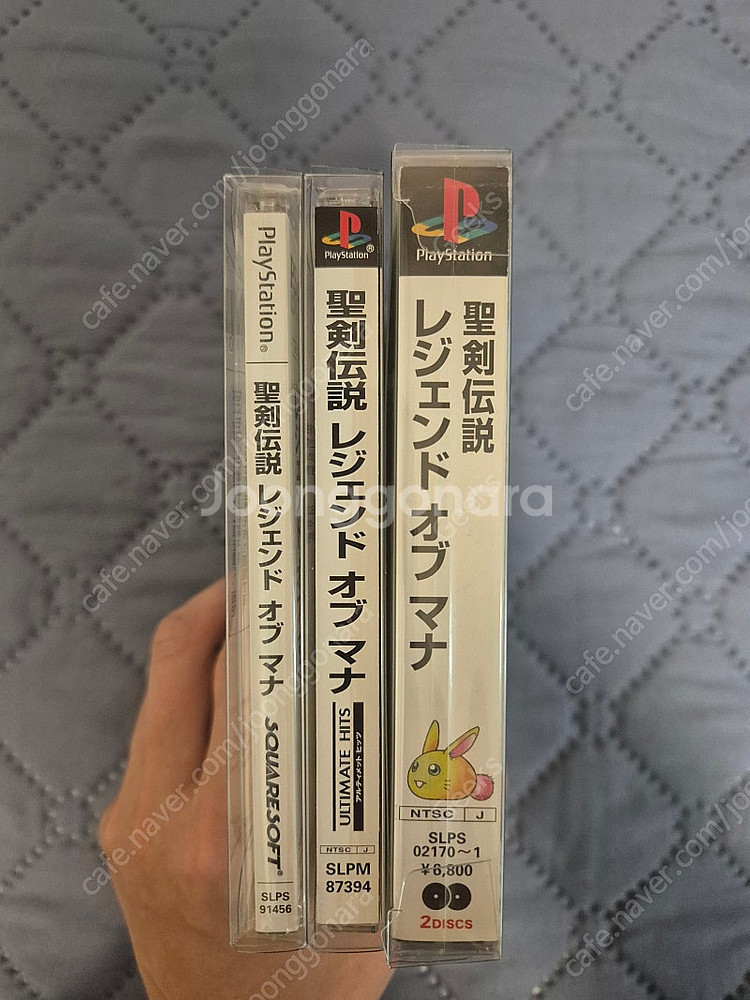 PlayStation®
聖剣伝説 レジェンド オブ マナ
SQUARESOFT®
SLPS
91456
PlayStation®
聖剣伝説 レジェンド オブ マナ
ULTIMATE HITS
アルティメット ヒッツ
NTSC J
SLPM
87394
PlayStation
聖剣伝説
レジェンド オブ マナ
NTSC J
SLPS
02170〜1
¥6,800
2DISCS
Joonggonara
cafe.naver.com/joonggonara